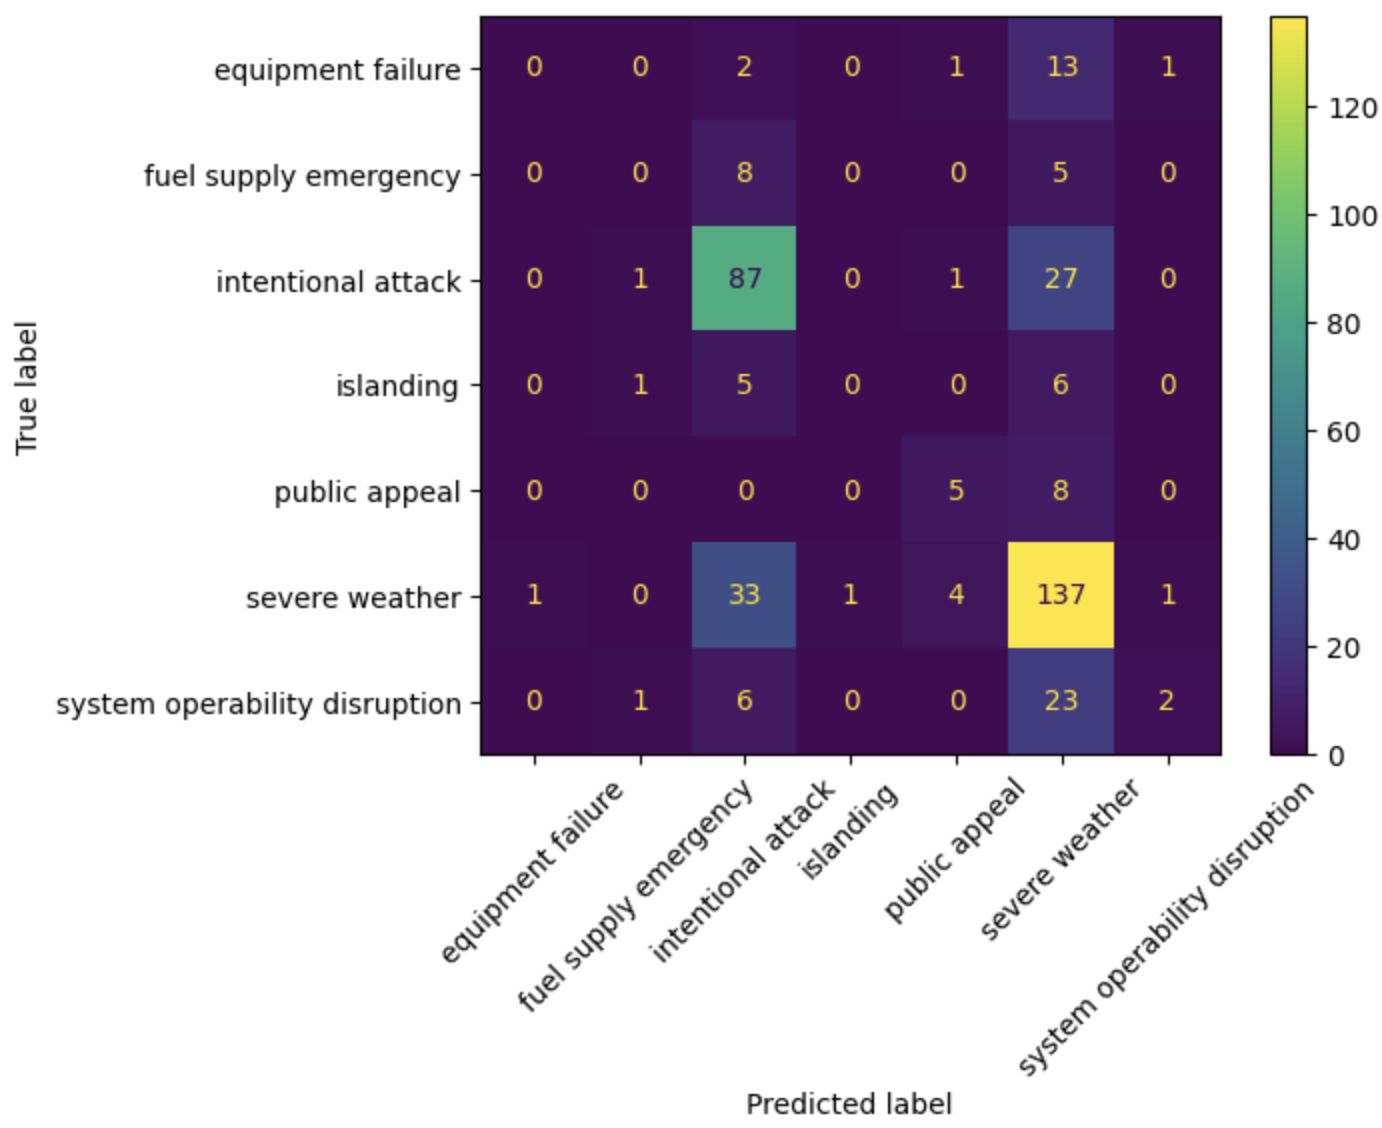 equipment failure 0 0 2 0 1 13 1
fuel supply emergency 0 0 8 0 0 5 0
intentional attack 0 1 87 0 1 27 0
islanding 0 1 5 0 0 6 0
public appeal 0 0 0 0 5 8 0
severe weather 1 0 33 1 4 137 1
system operability disruption 0 1 6 0 0 23 2
True label
equipment failure
fuel supply emergency
intentional attack
islanding
public appeal
severe weather
system operability disruption
Predicted label
120
100
80
60
40
20
0